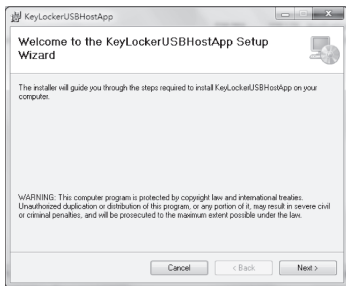 KeyLockerUSBHostApp
Welcome to the KeyLockerUSBHostApp Setup
Wizard
The installer will guide you through the steps required to install KeyLockerUSBHostApp on your
computer.
WARNING: This computer program is protected by copyright law and international treaties.
Unauthorized duplication or distribution of this program, or any portion of it, may result in severe civil
or criminal penalties, and will be prosecuted to the maximum extent possible under the law.
Cancel < Back Next >